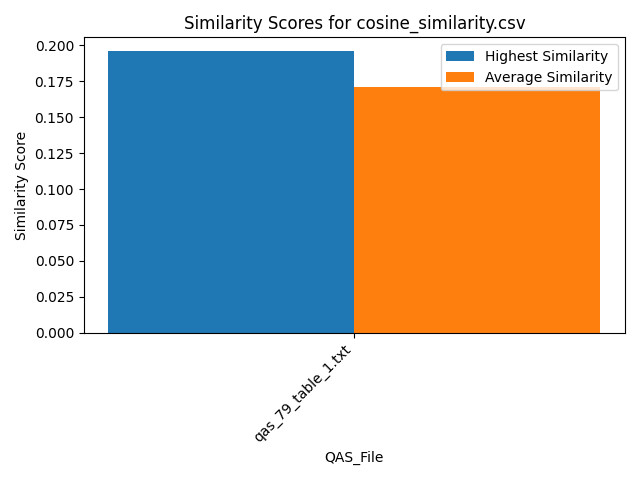 Similarity Scores for cosine_similarity.csv
Highest Similarity
Average Similarity
Similarity Score
0.200
0.175
0.150
0.125
0.100
0.075
0.050
0.025
0.000
qas_79_table_1.txt
QAS_File